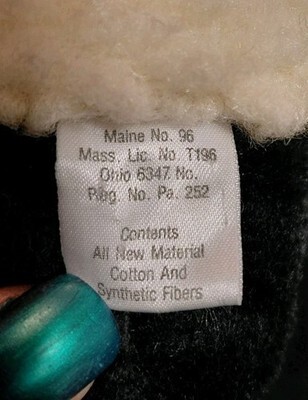 Maine No. 96
Mass. Lic. No. T196
Ohio 6347 No.
Reg. No. Pa. 252
Contents
All New Material
Cotton And
Synthetic Fibers